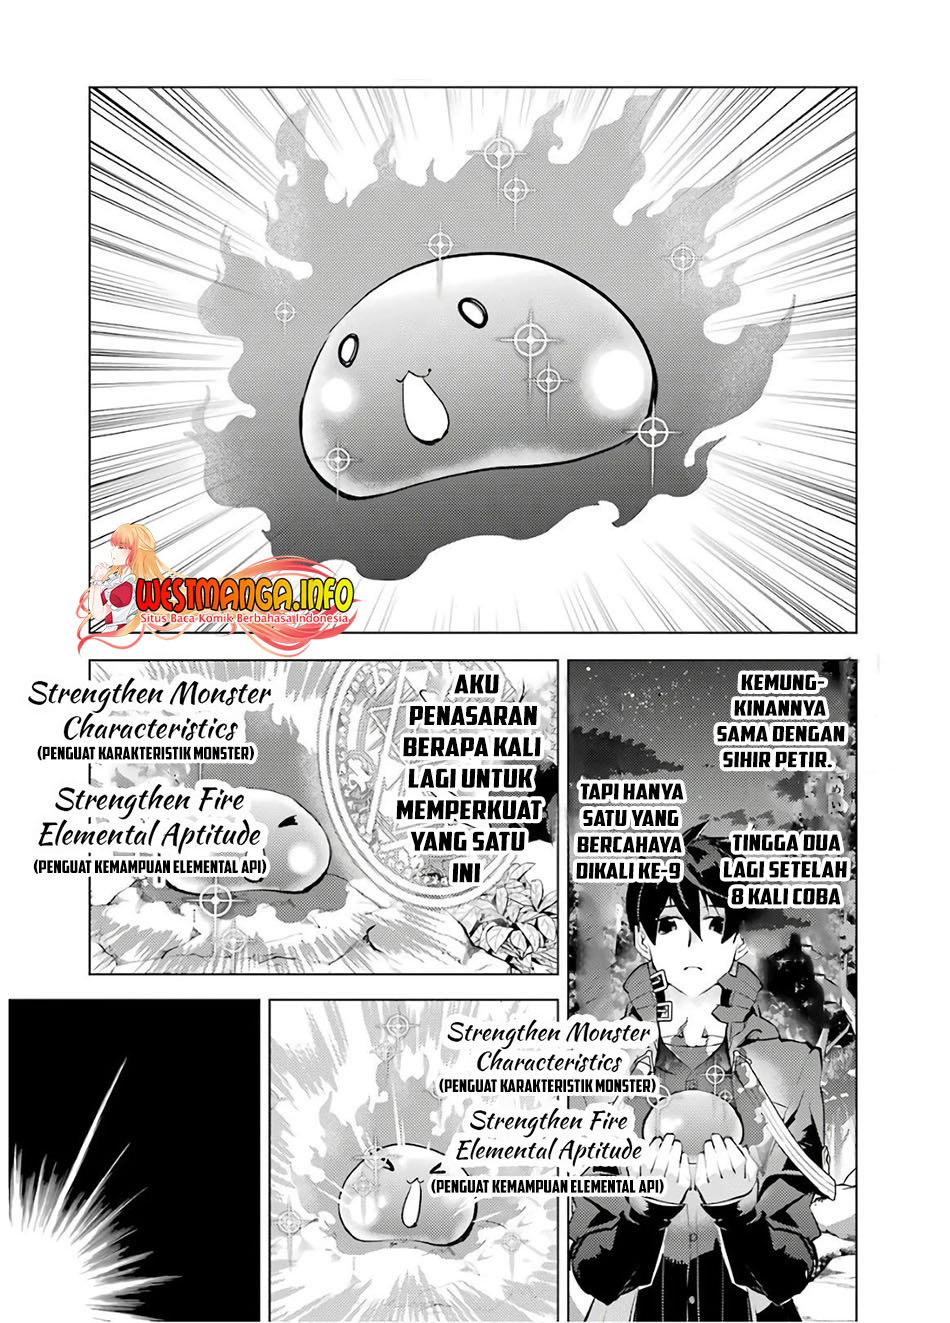 WESTMANGA.INFO
Situs Baca Komik Berbahasa Indonesia
KEMUNG-
KINANNYA
SAMA DENGAN
SIHIR PETIR.
TINGGA DUA
LAGI SETELAH
8 KALI COBA
TAPI HANYA
SATU YANG
BERCAHAYA
DIKALI KE-9
AKU
PENASARAN
BERAPA KALI
LAGI UNTUK
MEMPERKUAT
YANG SATU
INI
Strengthen Monster
Characteristics
(PENGUAT KARAKTERISTIK MONSTER)
Strengthen Fire
Elemental Aptitude
(PENGUAT KEMAMPUAN ELEMENTAL API)
Strengthen Monster
Characteristics
(PENGUAT KARAKTERISTIK MONSTER)
Strengthen Fire
Elemental Aptitude
(PENGUAT KEMAMPUAN ELEMENTAL API)